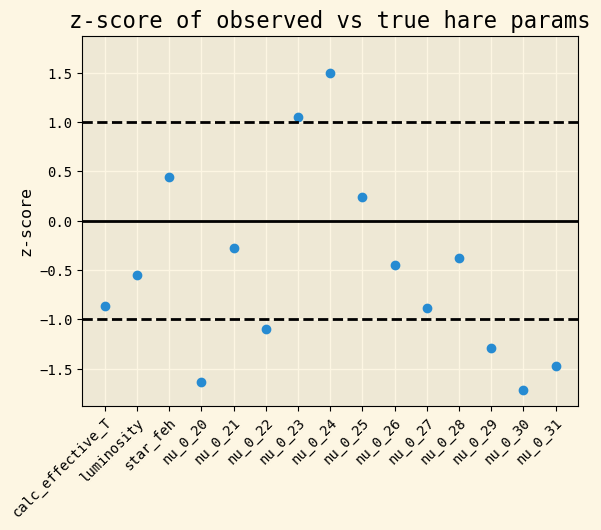 z-score of observed vs true hare params
z-score
1.5
1.0
0.5
0.0
−0.5
−1.0
−1.5
calc_effective_T
luminosity
star_feh
nu_0_20
nu_0_21
nu_0_22
nu_0_23
nu_0_24
nu_0_25
nu_0_26
nu_0_27
nu_0_28
nu_0_29
nu_0_30
nu_0_31